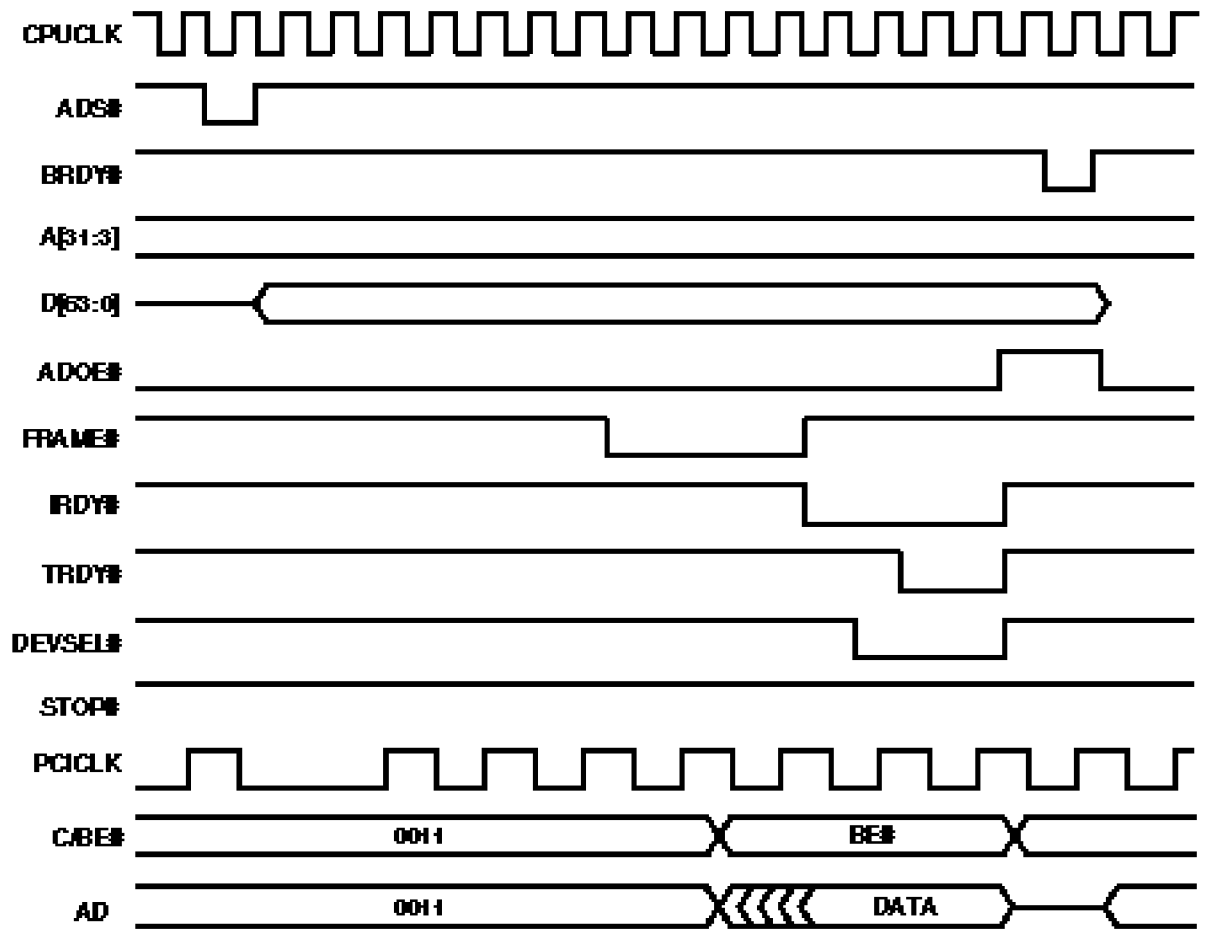 CPUCLK
ADS#
BRDY#
A[31:3]
D[63:0]
ADOE#
FRAME#
IRDY#
TRDY#
DEVSEL#
STOP#
PCICLK
C/BE# 0011 BE#
AD 0011 DATA